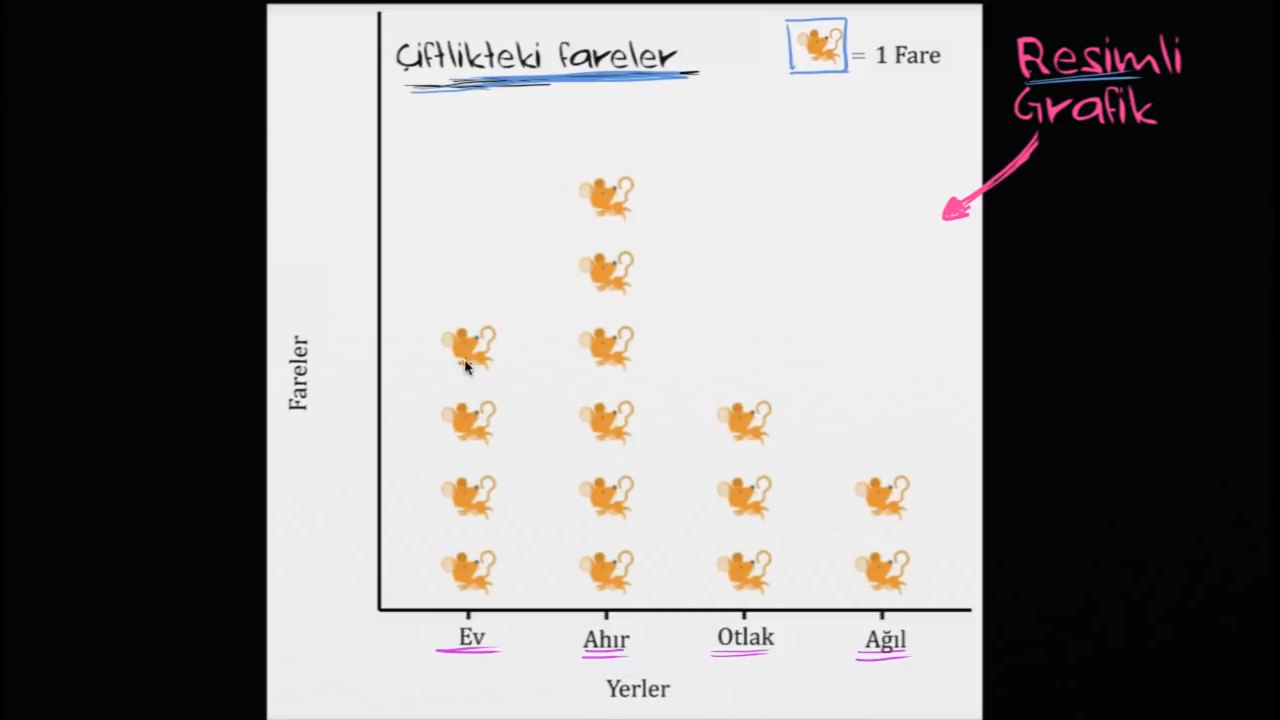 Çiftlikteki fareler
= 1 Fare
Resimli
Grafik
Fareler
Ev
Ahır
Otlak
Ağıl
Yerler